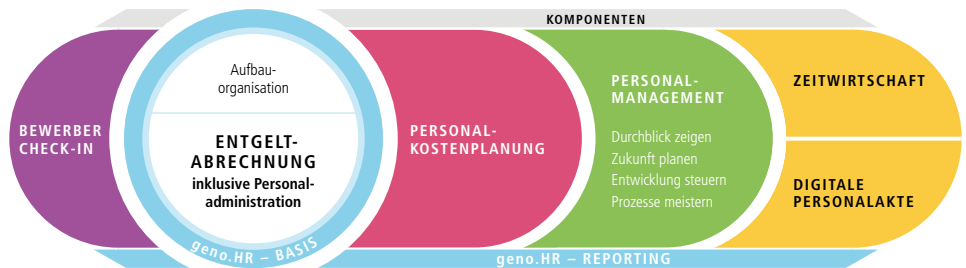 KOMPONENTEN
BEWERBER
CHECK-IN
Aufbau-
organisation
ENTGELT-
ABRECHNUNG
inklusive Personal-
administration
geno.HR – BASIS
PERSONAL-
KOSTENPLANUNG
PERSONAL-
MANAGEMENT
Durchblick zeigen
Zukunft planen
Entwicklung steuern
Prozesse meistern
ZEITWIRTSCHAFT
DIGITALE
PERSONALAKTE
geno.HR – REPORTING